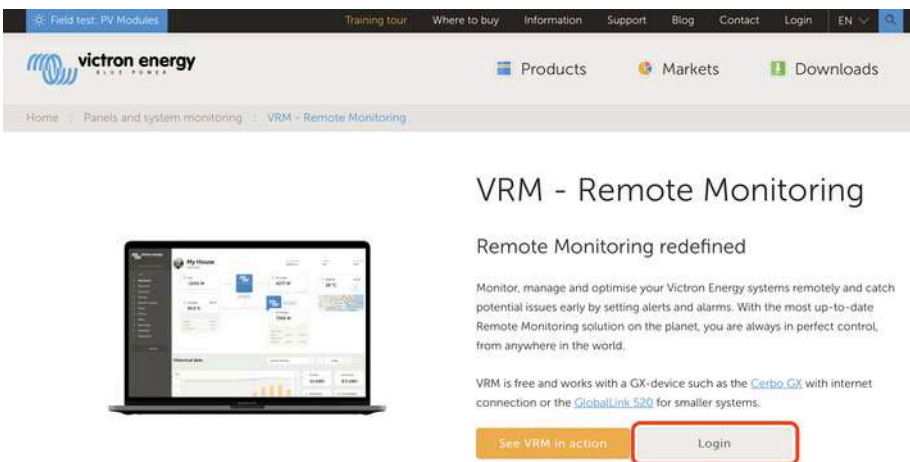 Field test: PV Modules
Training tour Where to buy Information Support Blog Contact Login EN
victron energy
BLUE POWER
Products Markets Downloads
Home : Panels and system monitoring : VRM - Remote Monitoring
VRM - Remote Monitoring
Remote Monitoring redefined
Monitor, manage and optimise your Victron Energy systems remotely and catch
potential issues early by setting alerts and alarms. With the most up-to-date
Remote Monitoring solution on the planet, you are always in perfect control,
from anywhere in the world.
VRM is free and works with a GX-device such as the Cerbo GX with internet
connection or the GlobalLink 520 for smaller systems.
See VRM in action Login
My House